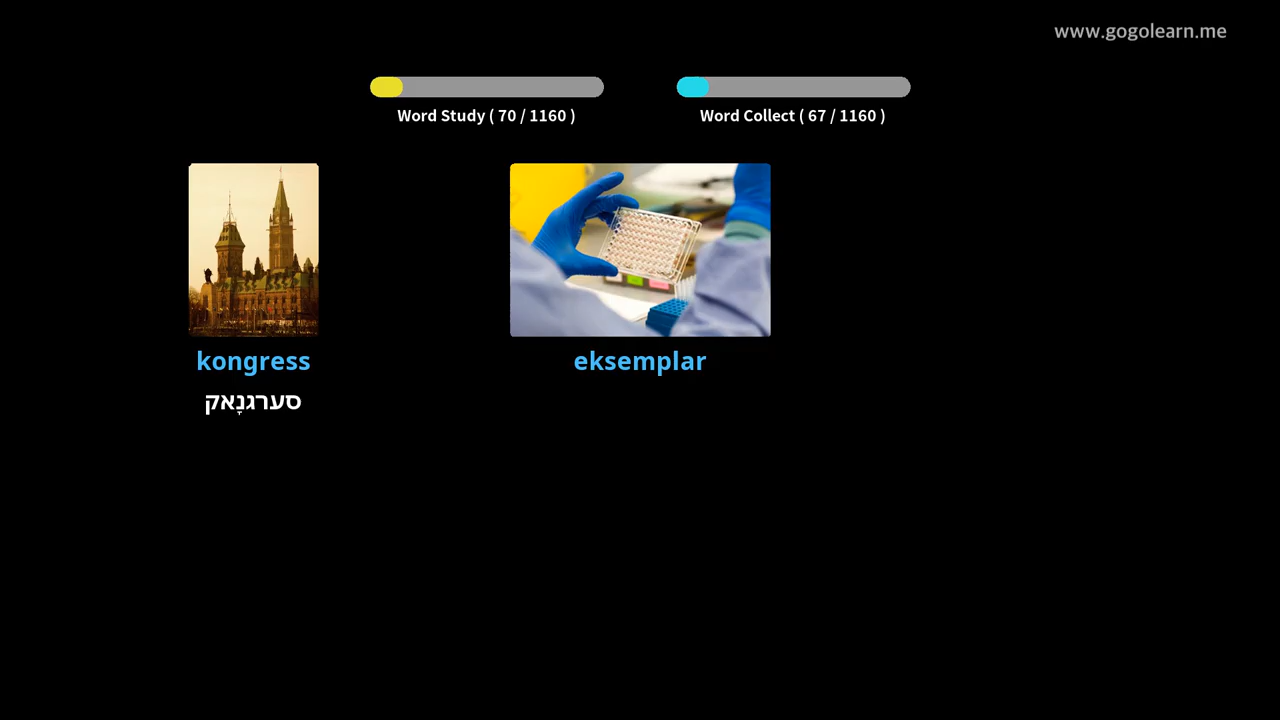 www.gogolearn.me
Word Study ( 70 / 1160 )
Word Collect ( 67 / 1160 )
kongress
eksemplar
סערגנָאק